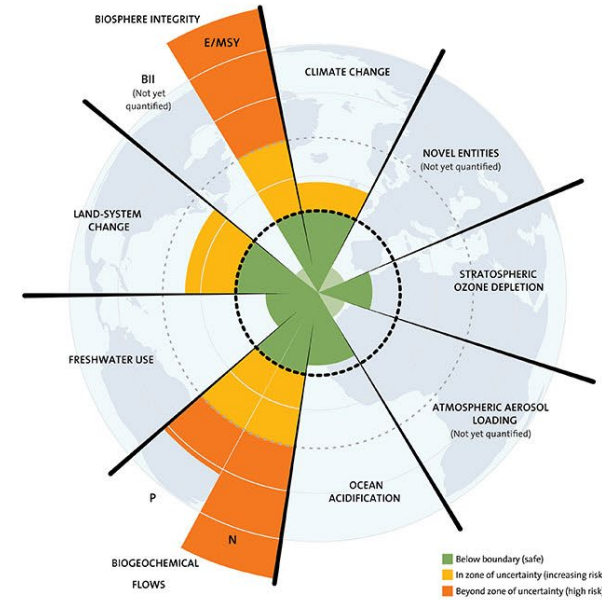 BIOSPHERE INTEGRITY
E/MSY
CLIMATE CHANGE
BII
(Not yet
quantified)
NOVEL ENTITIES
(Not yet quantified)
LAND-SYSTEM
CHANGE
STRATOSPHERIC
OZONE DEPLETION
FRESHWATER USE
ATMOSPHERIC AEROSOL
LOADING
(Not yet quantified)
P
OCEAN
ACIDIFICATION
N
BIOGEOCHEMICAL
FLOWS
Below boundary (safe)
In zone of uncertainty (increasing risk
Beyond zone of uncertainty (high risk)